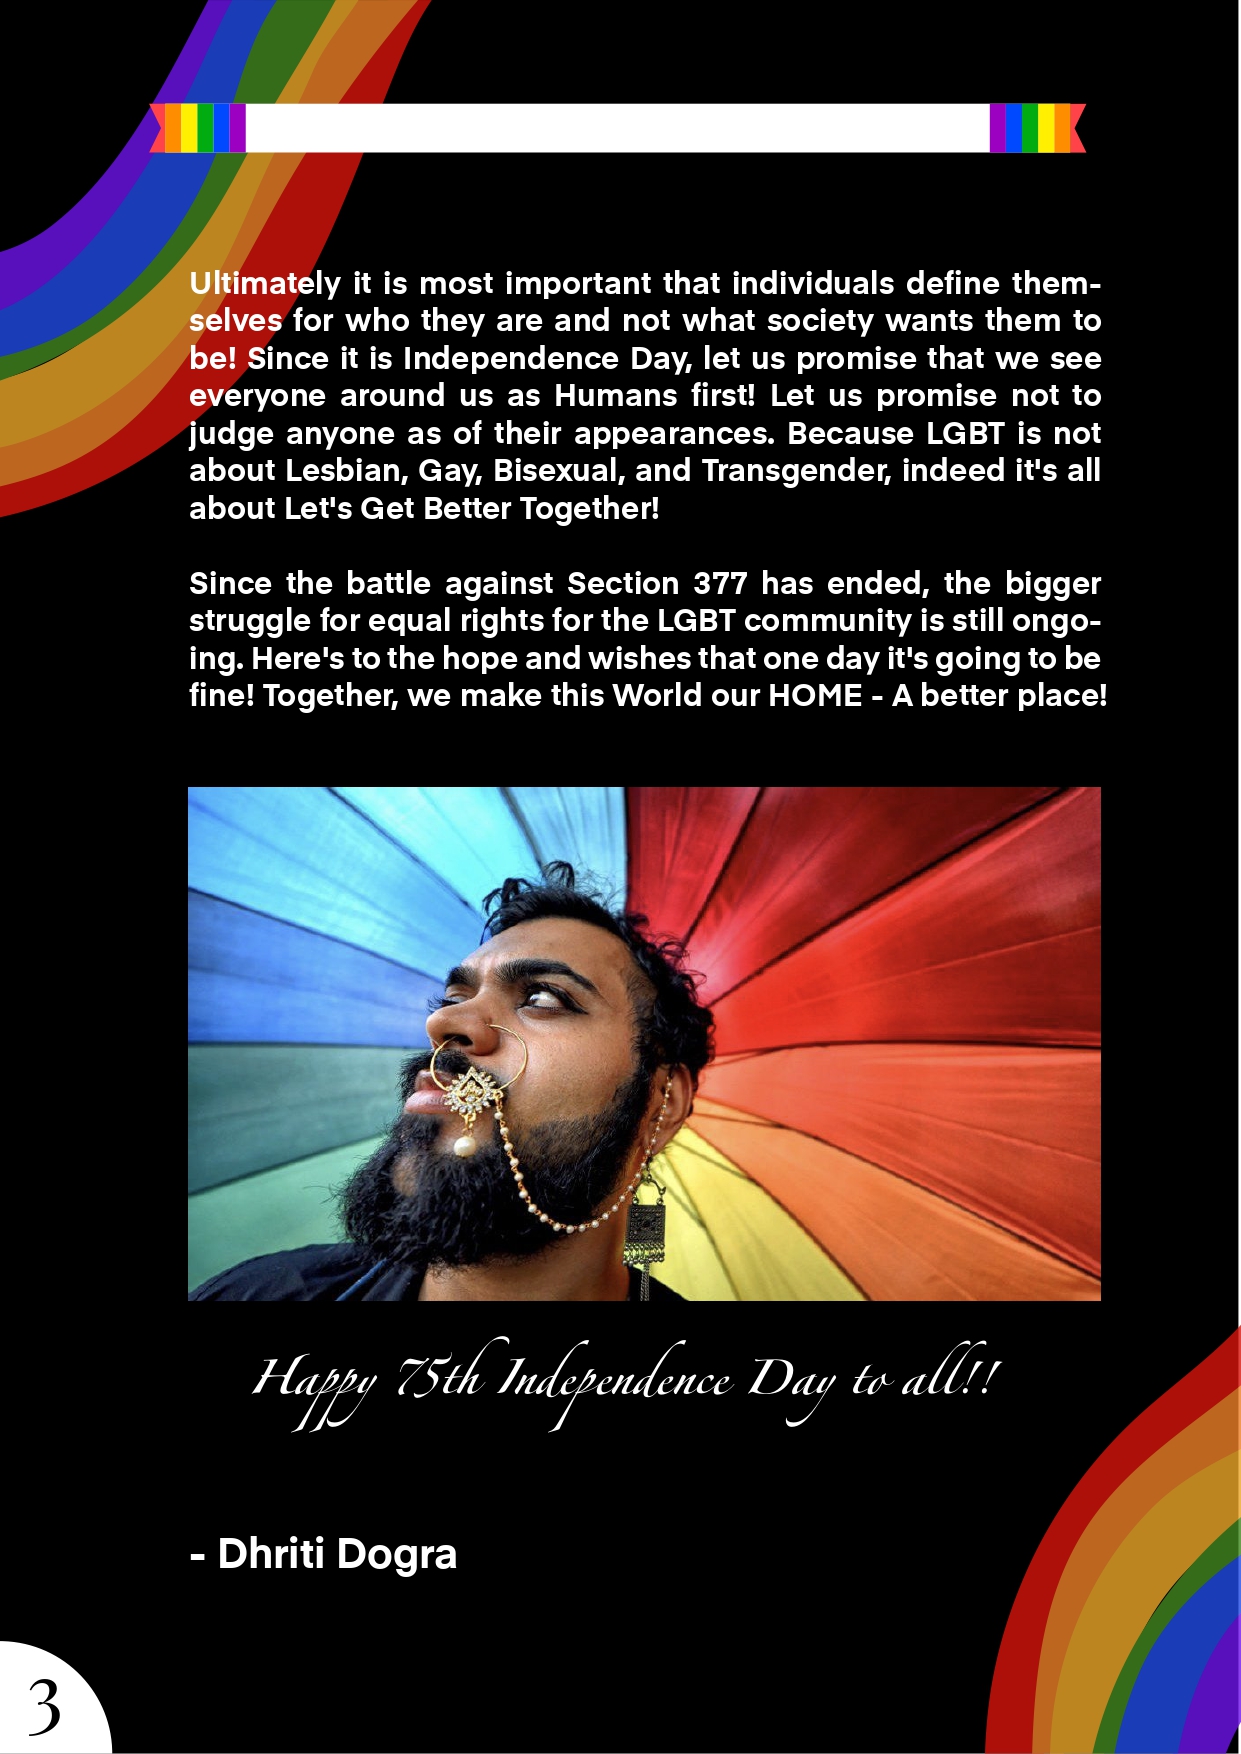 Ultimately it is most important that individuals define them-
selves for who they are and not what society wants them to
be! Since it is Independence Day, let us promise that we see
everyone around us as Humans first! Let us promise not to
judge anyone as of their appearances. Because LGBT is not
about Lesbian, Gay, Bisexual, and Transgender, indeed it's all
about Let's Get Better Together!
Since the battle against Section 377 has ended, the bigger
struggle for equal rights for the LGBT community is still ongo-
ing. Here's to the hope and wishes that one day it's going to be
fine! Together, we make this World our HOME - A better place!
Happy 75th Independence Day to all!!
- Dhriti Dogra
3